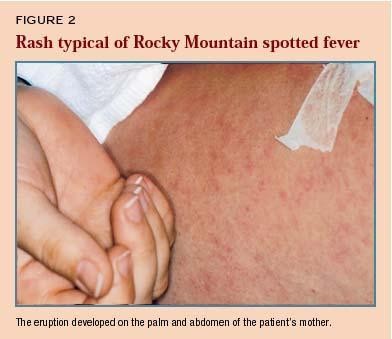 FIGURE 2
Rash typical of Rocky Mountain spotted fever
The eruption developed on the palm and abdomen of the patient's mother.